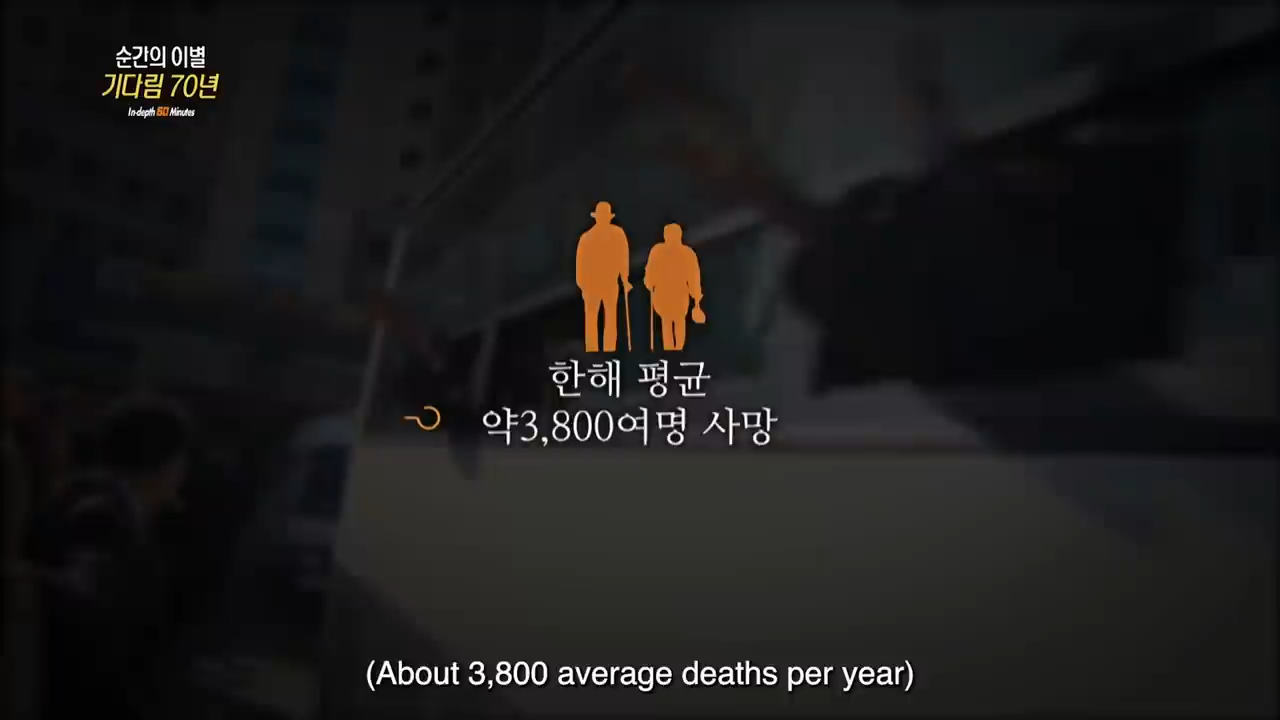 순간의 이별
기다림 70년
In-depth 60 Minutes
한해 평균
약3,800여명 사망
(About 3,800 average deaths per year)